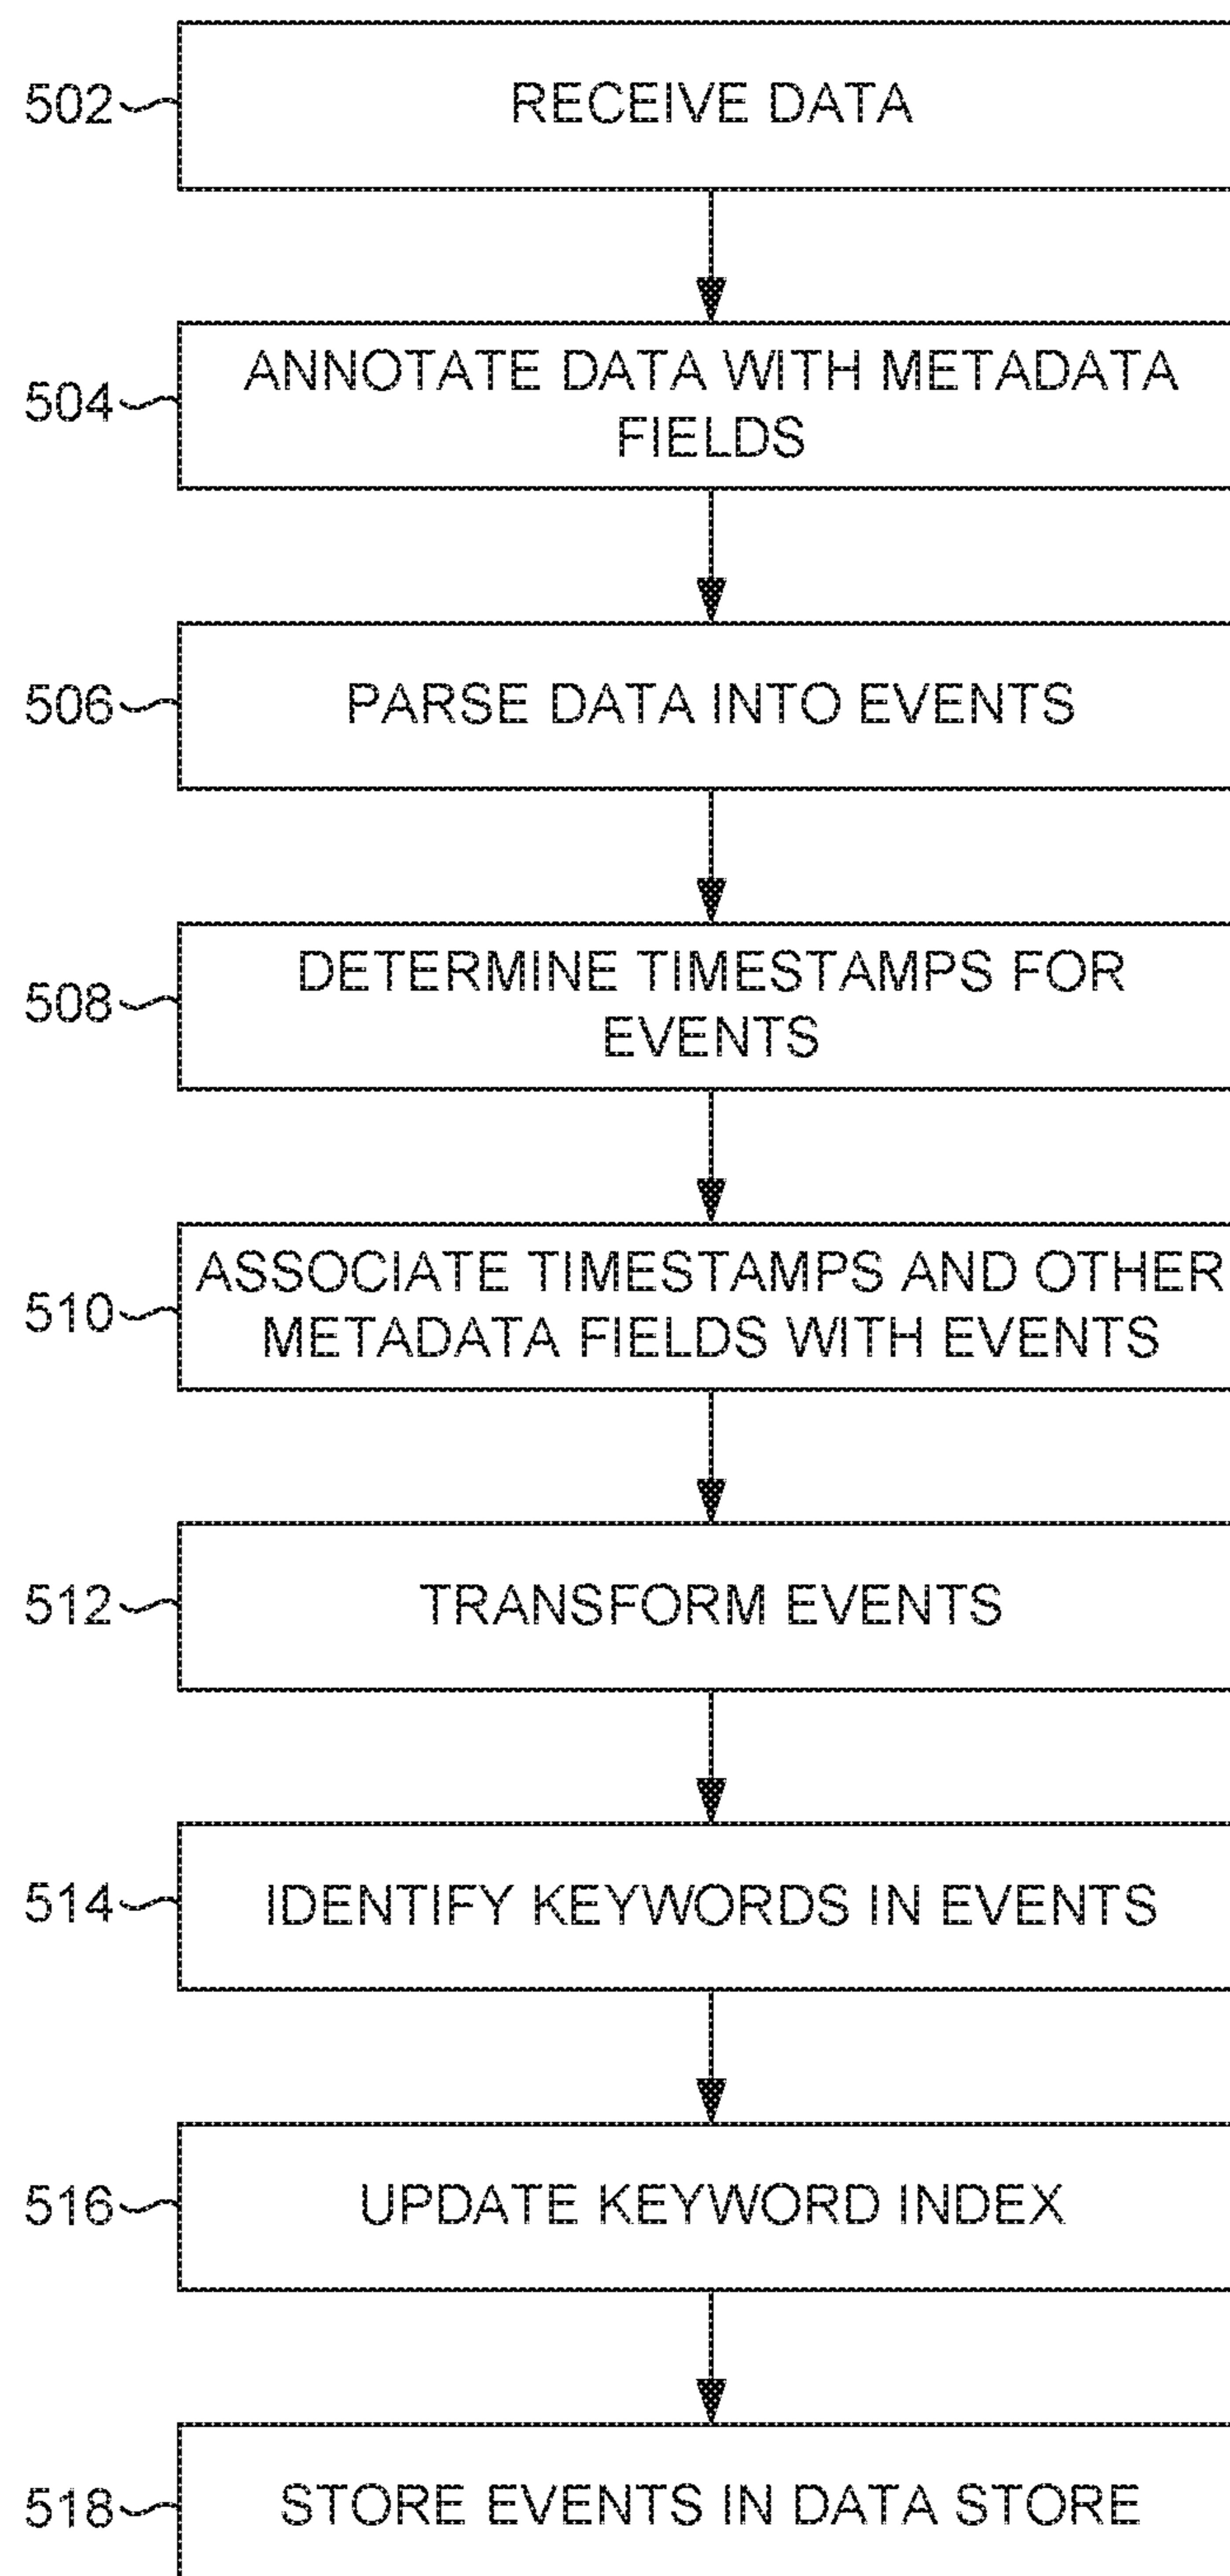 502
RECEIVE DATA
504
ANNOTATE DATA WITH METADATA
FIELDS
506
PARSE DATA INTO EVENTS
508
DETERMINE TIMESTAMPS FOR
EVENTS
510
ASSOCIATE TIMESTAMPS AND OTHER
METADATA FIELDS WITH EVENTS
512
TRANSFORM EVENTS
514
IDENTIFY KEYWORDS IN EVENTS
516
UPDATE KEYWORD INDEX
518
STORE EVENTS IN DATA STORE